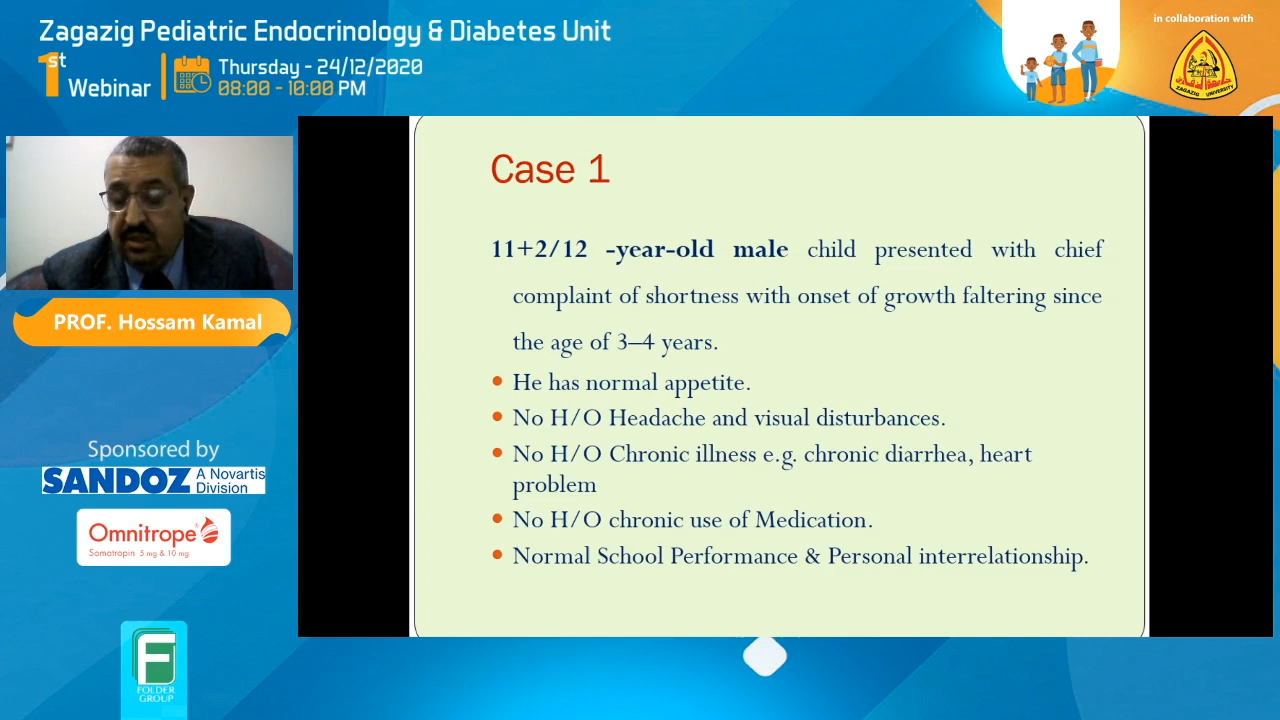 Zagazig Pediatric Endocrinology & Diabetes Unit
1st Webinar
Thursday - 24/12/2020
08:00 - 10:00 PM
in collaboration with
ZAGAZIG UNIVERSITY
PROF. Hossam Kamal
Sponsored by
SANDOZ A Novartis
Division
Omnitrope®
Somatropin 5 mg & 10 mg
F
FOLDER
GROUP
Case 1
11+2/12 -year-old male child presented with chief
complaint of shortness with onset of growth faltering since
the age of 3–4 years.
He has normal appetite.
No H/O Headache and visual disturbances.
No H/O Chronic illness e.g. chronic diarrhea, heart
problem
No H/O chronic use of Medication.
Normal School Performance & Personal interrelationship.